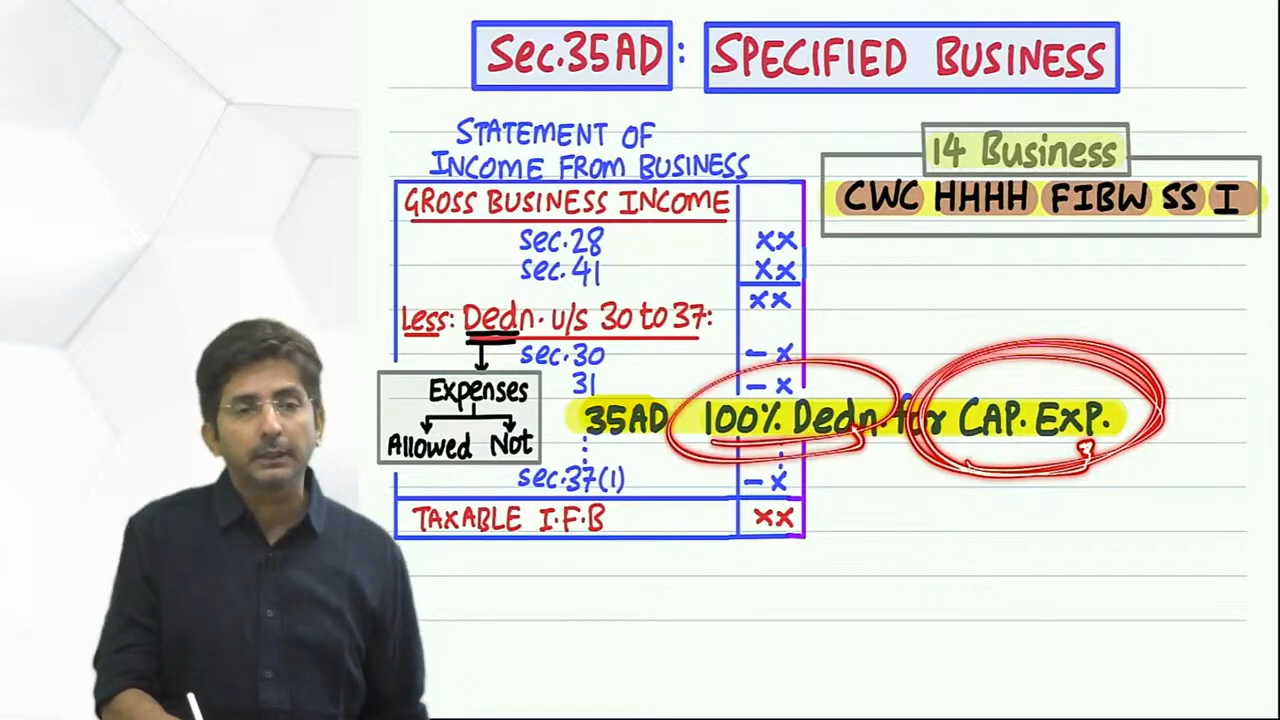 Sec.35AD : SPECIFIED BUSINESS
STATEMENT OF
INCOME FROM BUSINESS
GROSS BUSINESS INCOME
sec.28 xx
sec.41 xx
xx
Less: Dedn. u/s 30 to 37:
sec.30 - x
31 - x
35AD 100% Dedn. for CAP. EXP.
sec.37(1) - x
TAXABLE I.F.B xx
Expenses
Allowed Not
14 Business
CWC HHHH FIBW SS I